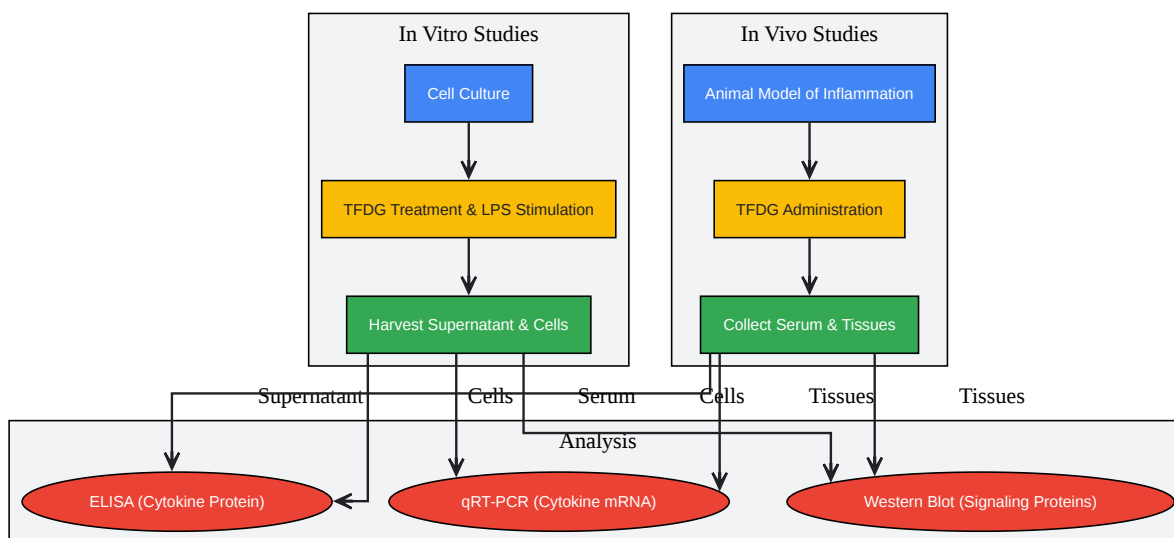 In Vitro Studies
In Vivo Studies
Cell Culture
Animal Model of Inflammation
TFDG Treatment & LPS Stimulation
TFDG Administration
Harvest Supernatant & Cells
Collect Serum & Tissues
Supernatant
Cells
Serum
Cells
Tissues
Tissues
Analysis
ELISA (Cytokine Protein)
qRT-PCR (Cytokine mRNA)
Western Blot (Signaling Proteins)